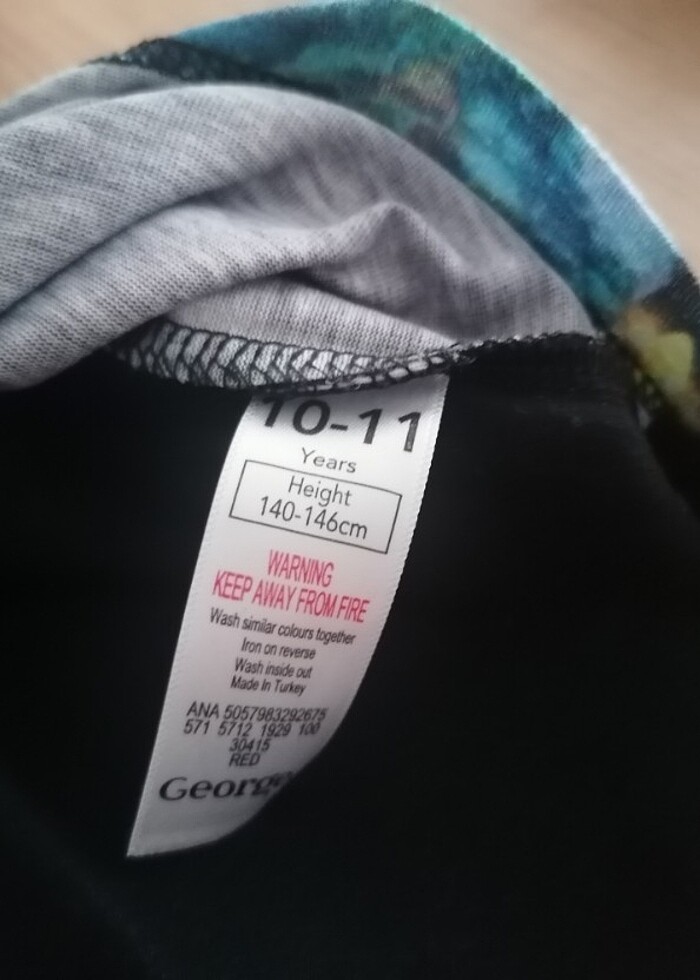 10-11
Years
Height
140-146cm
WARNING
KEEP AWAY FROM FIRE
Wash similar colours together
Iron on reverse
Wash inside out
Made In Turkey
ANA 5057983292675
571 5712 1929 100
30415
RED
George